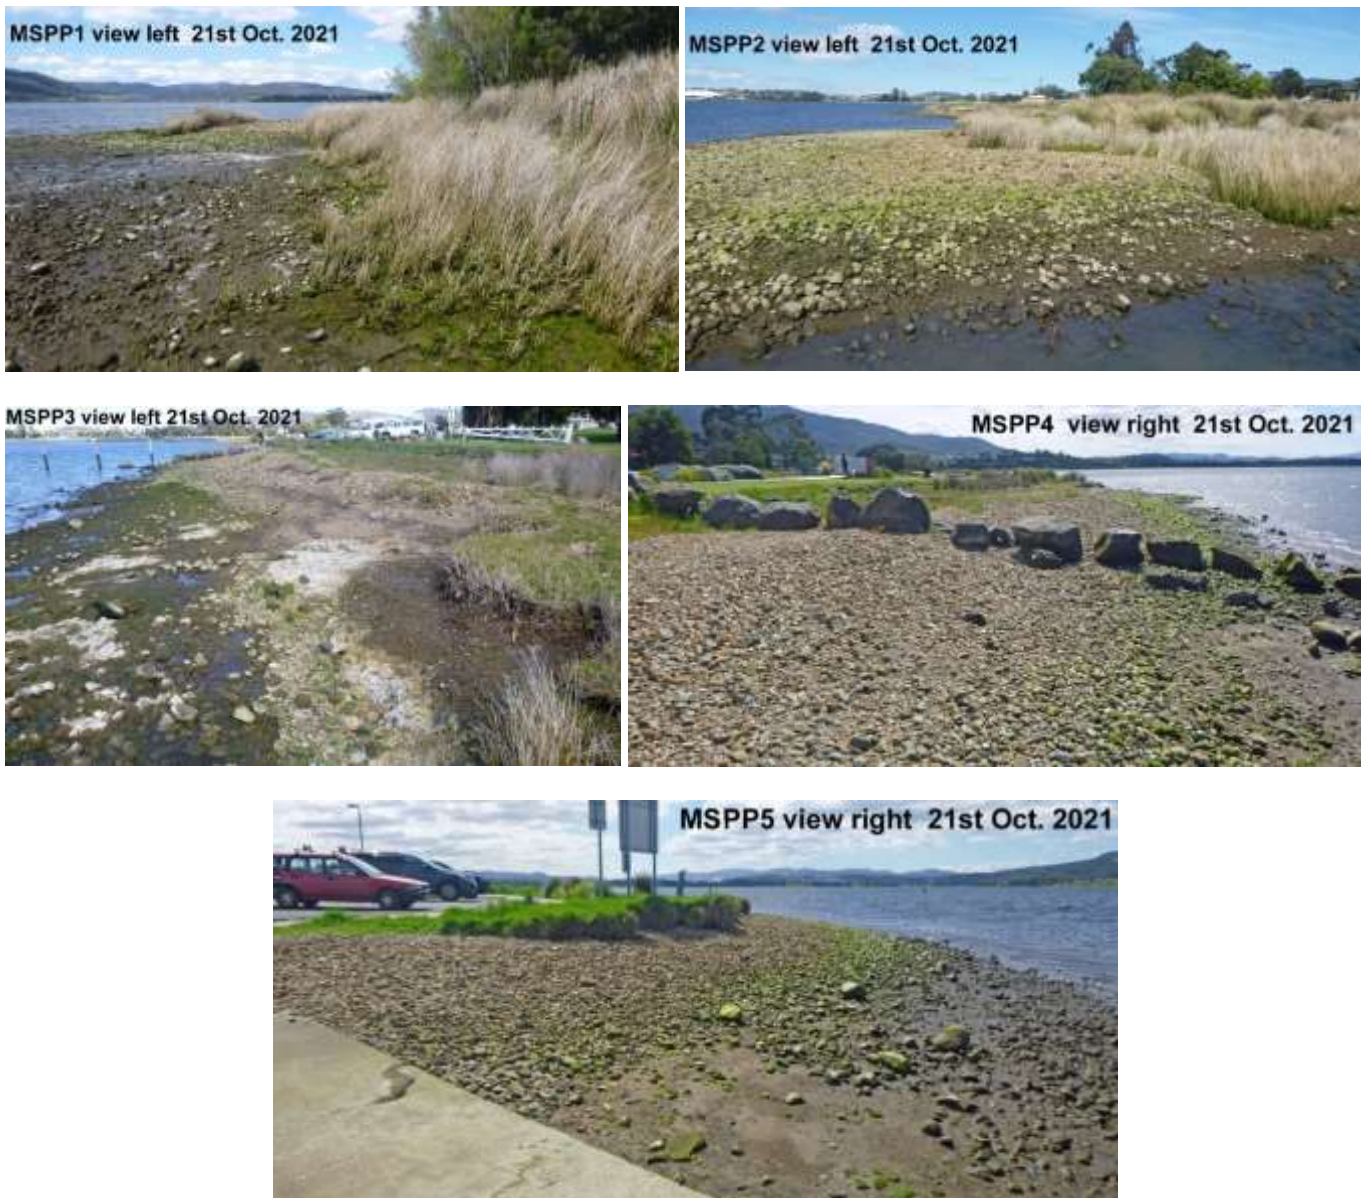 MSPP1 view left 21st Oct. 2021
MSPP2 view left 21st Oct. 2021
MSPP3 view left 21st Oct. 2021
MSPP4 view right 21st Oct. 2021
MSPP5 view right 21st Oct. 2021